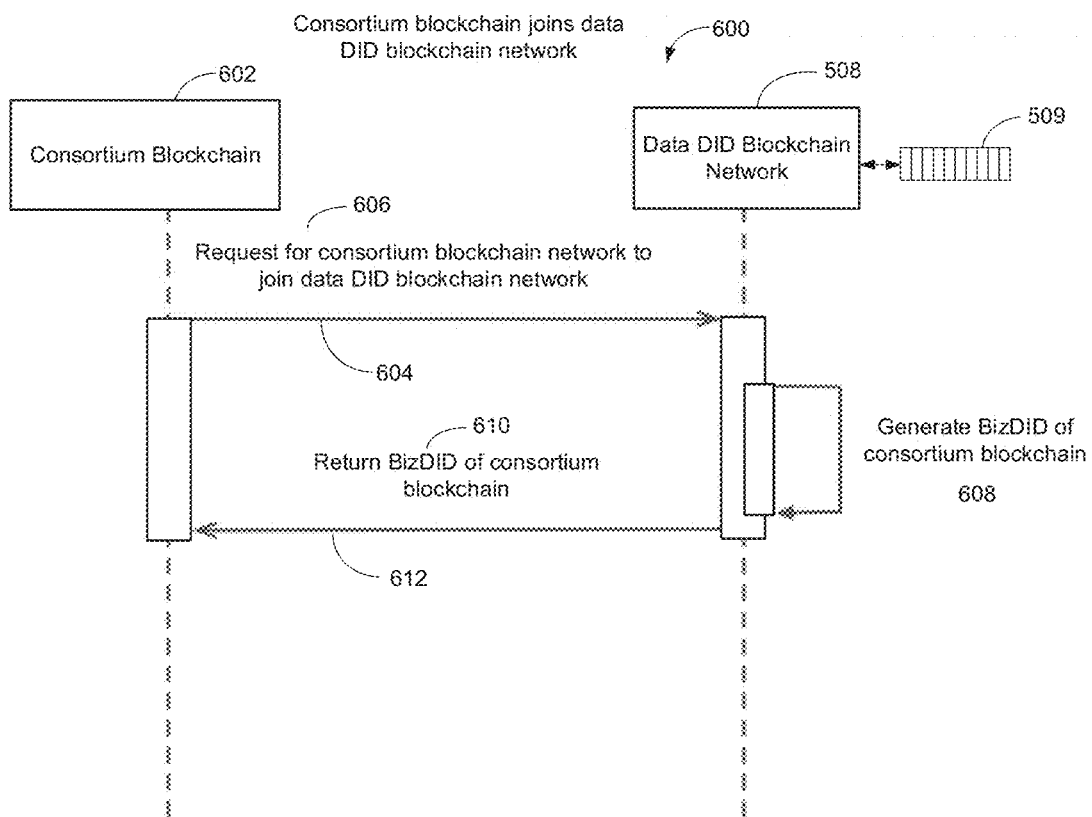 Consortium blockchain joins data
DID blockchain network
600
602
508
509
Consortium Blockchain
Data DID Blockchain
Network
606
Request for consortium blockchain network to
join data DID blockchain network
604
610
Return BizDID of consortium
blockchain
Generate BizDID of
consortium blockchain
608
612